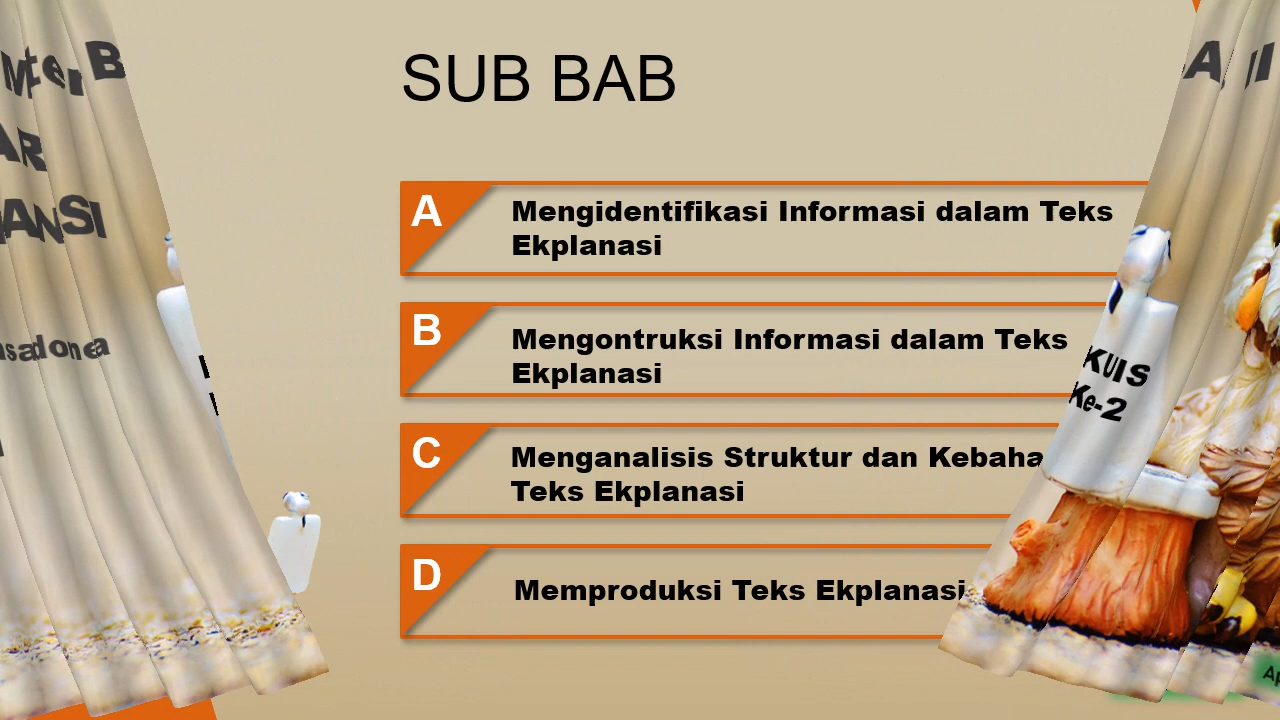 SUB BAB
A
Mengidentifikasi Informasi dalam Teks
Ekplanasi
B
Mengontruksi Informasi dalam Teks
Ekplanasi
C
Menganalisis Struktur dan Kebaha
Teks Ekplanasi
D
Memproduksi Teks Ekplanasi
KUIS
Ke-2